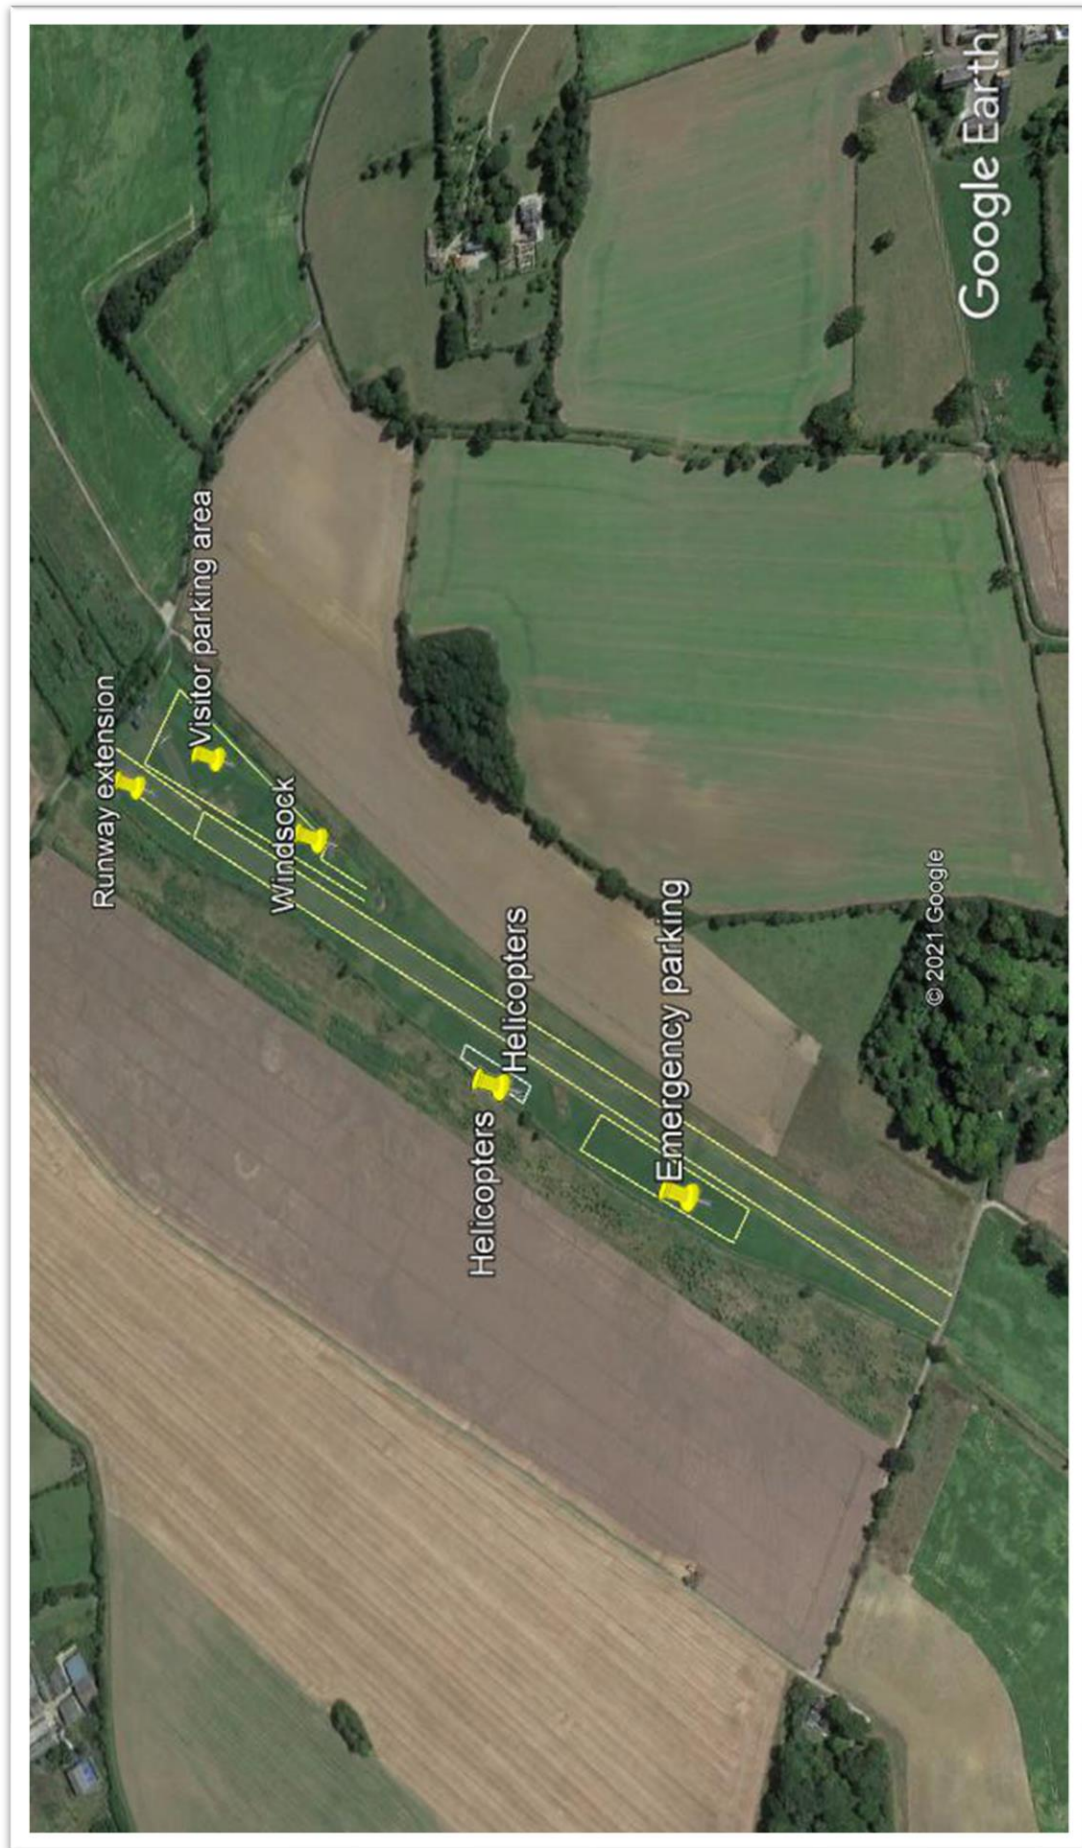 Runway extension
Visitor parking area
Windsock
Helicopters
Helicopters
Emergency parking
© 2021 Google
Google Earth